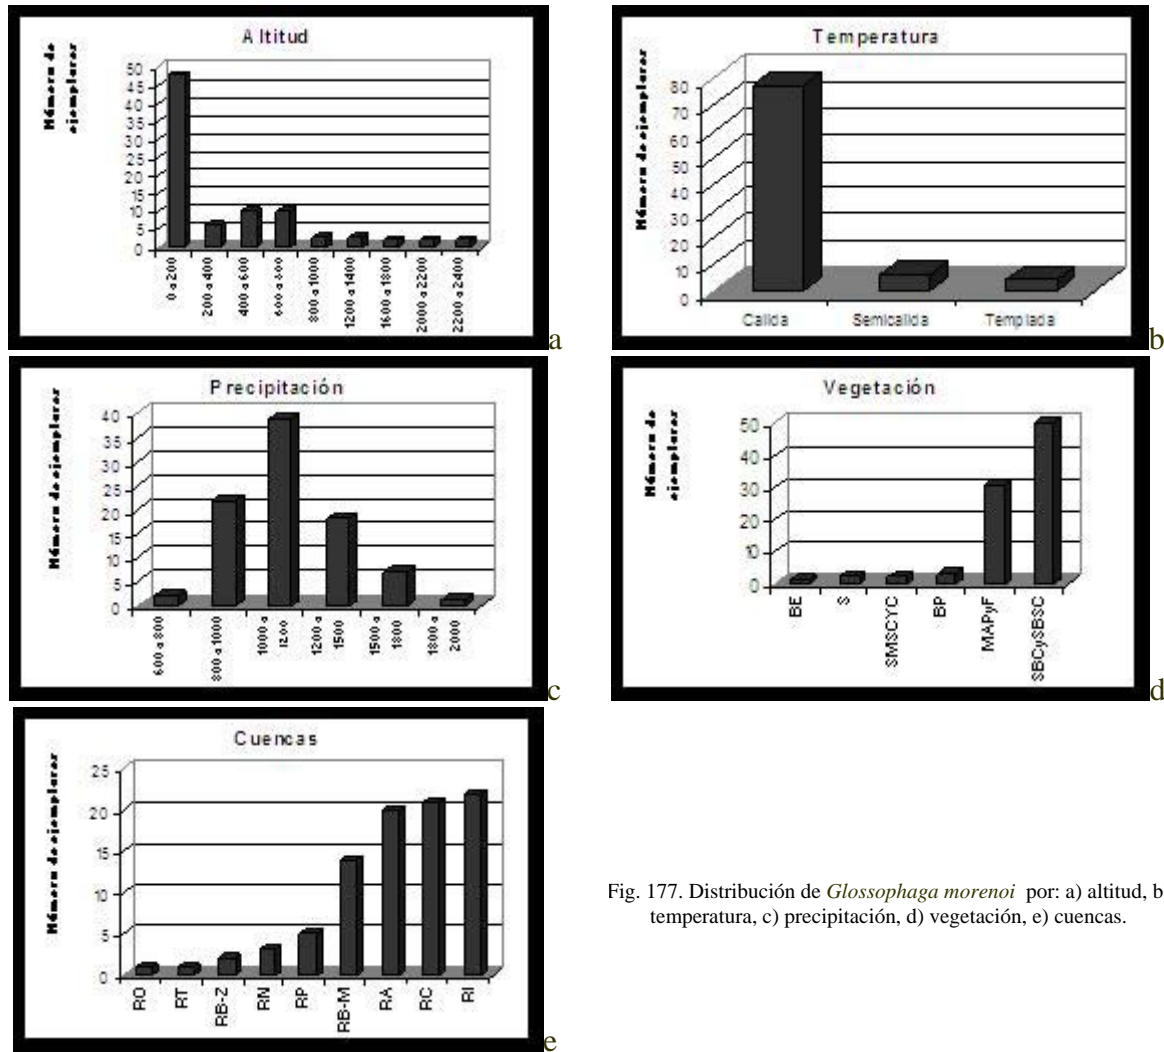 Altitud
Número de
ejemplares
50
45
40
35
30
25
20
15
10
5
0
0 a 200
200 a 400
400 a 600
600 a 800
800 a 1000
1200 a 1400
1600 a 1800
2000 a 2200
2200 a 2400
a
Temperatura
Número de ejemplares
80
70
60
50
40
30
20
10
0
Calida
Semicalida
Templada
b
Precipitación
Número de ejemplares
40
35
30
25
20
15
10
5
0
600 a 800
800 a 1000
1000 a
1200
1200 a
1500
1500 a
1800
1800 a
2000
c
Vegetación
Número de
ejemplares
50
40
30
20
10
0
BE
S
SMSCYC
BP
MAPyF
SBCySBSC
d
Cuencas
Número de ejemplares
25
20
15
10
5
0
RO
RT
RB-Z
RN
RP
RB-M
RA
RC
RI
e
Fig. 177. Distribución de Glossophaga morenoi por: a) altitud, b
temperatura, c) precipitación, d) vegetación, e) cuencas.